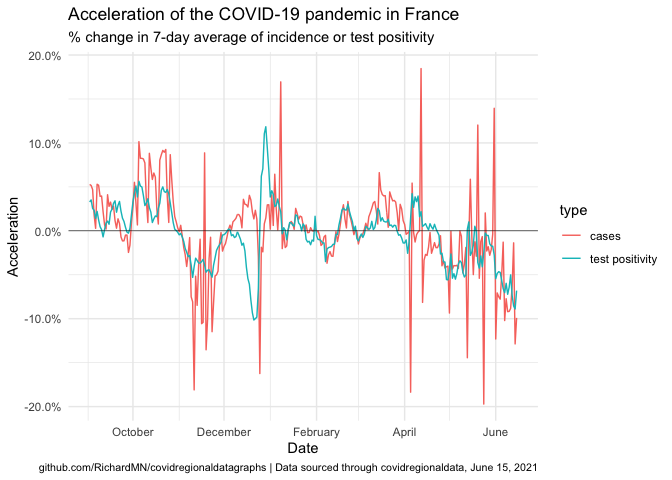 Acceleration of the COVID-19 pandemic in France
% change in 7-day average of incidence or test positivity
20.0%
10.0%
0.0%
-10.0%
-20.0%
Acceleration
October
December
February
April
June
Date
type
cases
test positivity
github.com/RichardMN/covidregionaldatagraphs | Data sourced through covidregionaldata, June 15, 2021